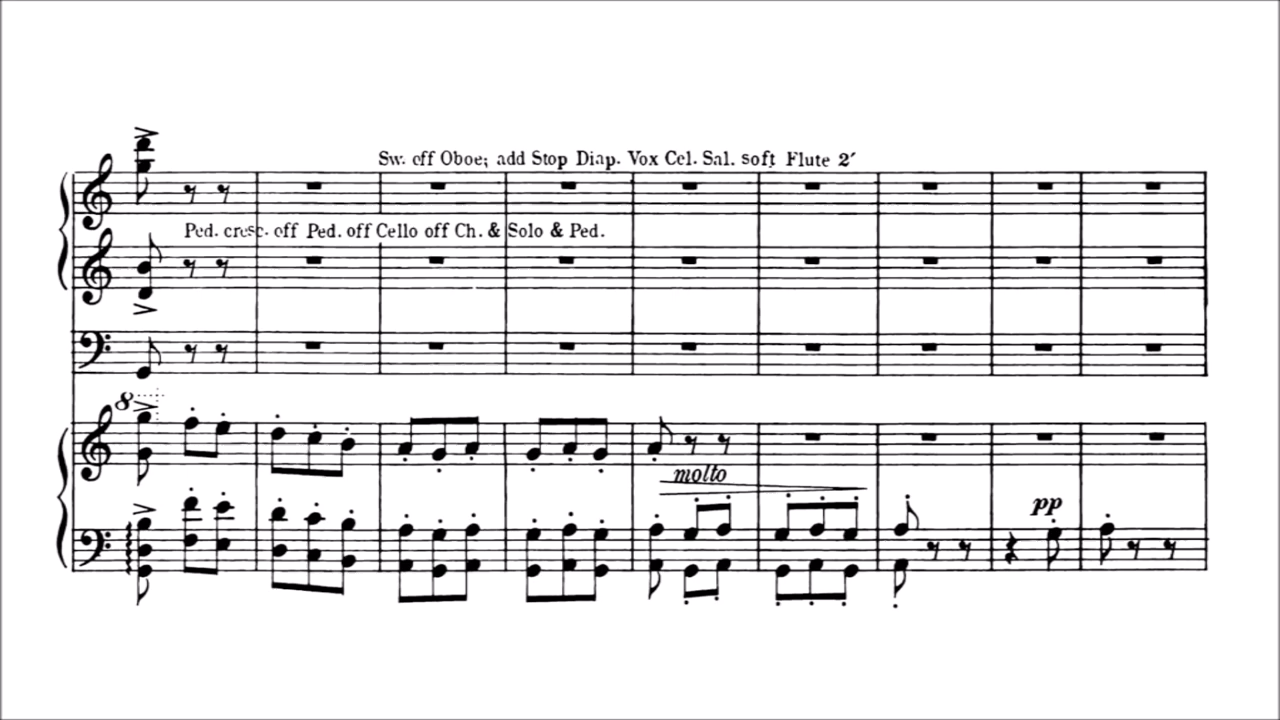 Sw. off Oboe; add Stop Diap. Vox Cel. Sal. soft Flute 2′
Ped. cresc. off Ped. off Cello off Ch. & Solo & Ped.
8
molto
pp